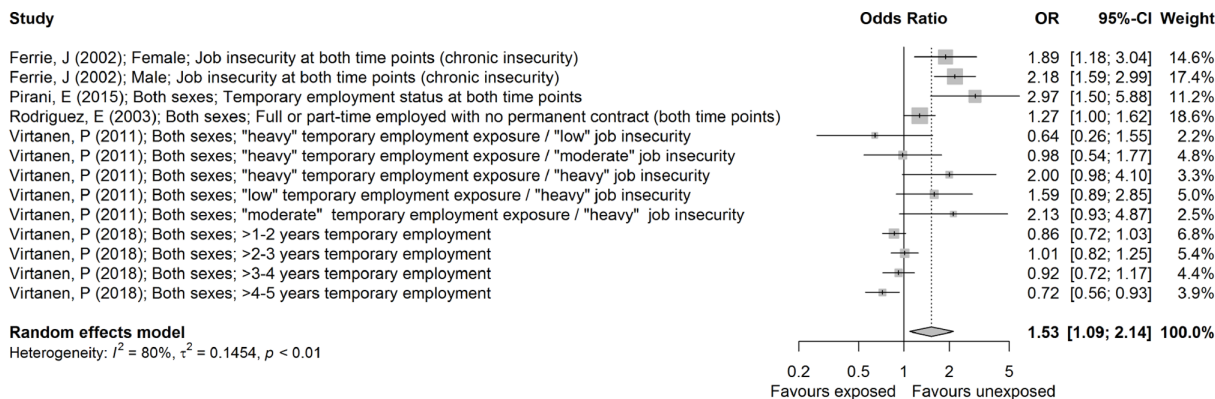 Study Odds Ratio OR 95%-CI Weight
Ferrie, J (2002); Female; Job insecurity at both time points (chronic insecurity) 1.89 [1.18; 3.04] 14.6%
Ferrie, J (2002); Male; Job insecurity at both time points (chronic insecurity) 2.18 [1.59; 2.99] 17.4%
Pirani, E (2015); Both sexes; Temporary employment status at both time points 2.97 [1.50; 5.88] 11.2%
Rodriguez, E (2003); Both sexes; Full or part-time employed with no permanent contract (both time points) 1.27 [1.00; 1.62] 18.6%
Virtanen, P (2011); Both sexes; "heavy" temporary employment exposure / "low" job insecurity 0.64 [0.26; 1.55] 2.2%
Virtanen, P (2011); Both sexes; "heavy" temporary employment exposure / "moderate" job insecurity 0.98 [0.54; 1.77] 4.8%
Virtanen, P (2011); Both sexes; "heavy" temporary employment exposure / "heavy" job insecurity 2.00 [0.98; 4.10] 3.3%
Virtanen, P (2011); Both sexes; "low" temporary employment exposure / "heavy" job insecurity 1.59 [0.89; 2.85] 5.0%
Virtanen, P (2011); Both sexes; "moderate" temporary employment exposure / "heavy" job insecurity 2.13 [0.93; 4.87] 2.5%
Virtanen, P (2018); Both sexes; >1-2 years temporary employment 0.86 [0.72; 1.03] 6.8%
Virtanen, P (2018); Both sexes; >2-3 years temporary employment 1.01 [0.82; 1.25] 5.4%
Virtanen, P (2018); Both sexes; >3-4 years temporary employment 0.92 [0.72; 1.17] 4.4%
Virtanen, P (2018); Both sexes; >4-5 years temporary employment 0.72 [0.56; 0.93] 3.9%
Random effects model 1.53 [1.09; 2.14] 100.0%
Heterogeneity: I² = 80%, τ² = 0.1454, p < 0.01
0.2 0.5 1 2 5
Favours exposed Favours unexposed